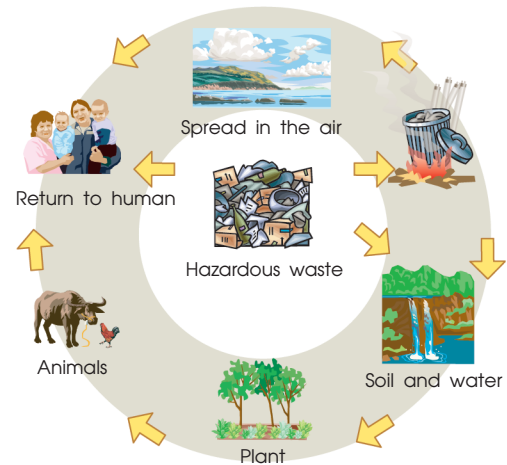 Spread in the air
Return to human
Hazardous waste
Animals
Soil and water
Plant